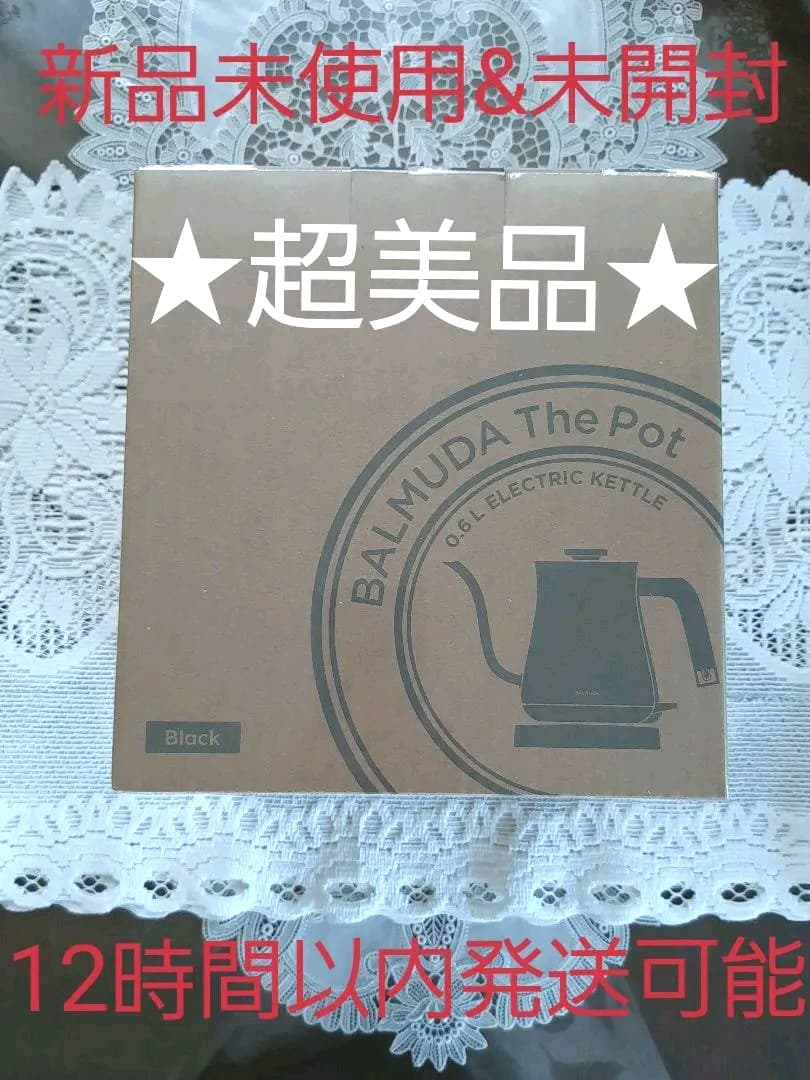 新品未使用&未開封
★超美品★
BALMUDA The Pot
0.6L ELECTRIC KETTLE
BALMUDA
Black
12時間以内発送可能